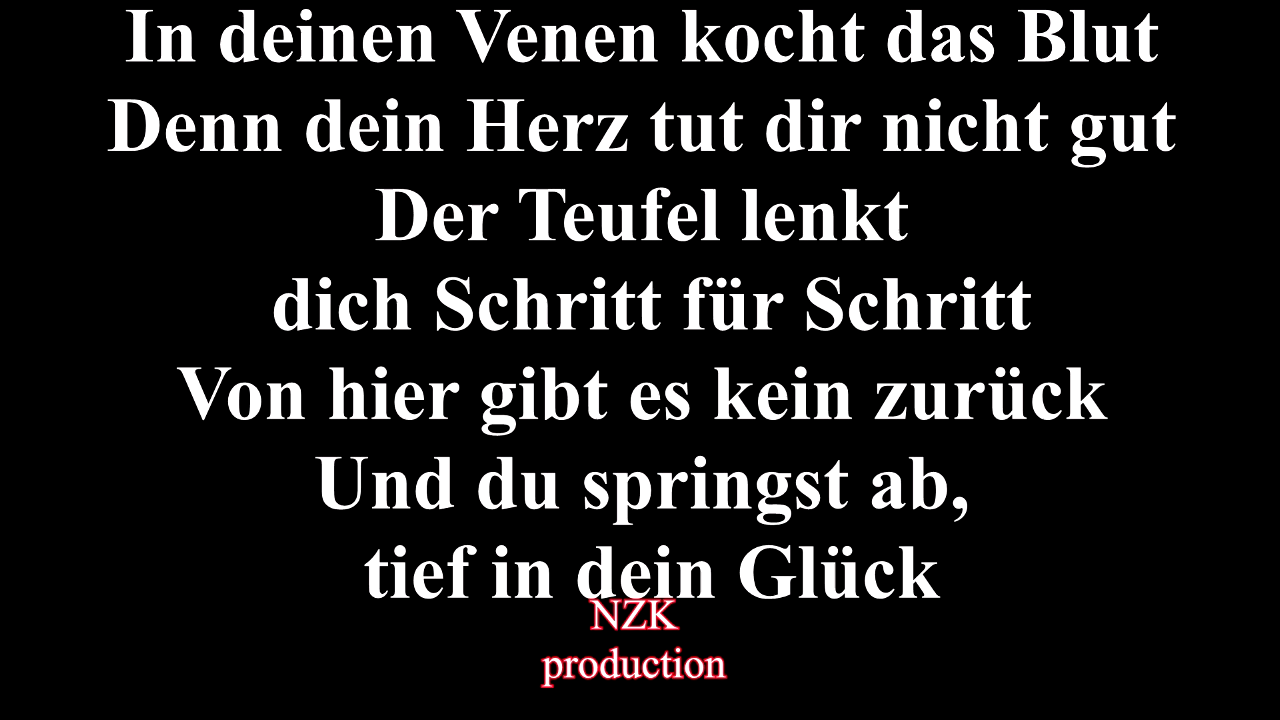 In deinen Venen kocht das Blut
Denn dein Herz tut dir nicht gut
Der Teufel lenkt
dich Schritt für Schritt
Von hier gibt es kein zurück
Und du springst ab,
tief in dein Glück
NZK
production